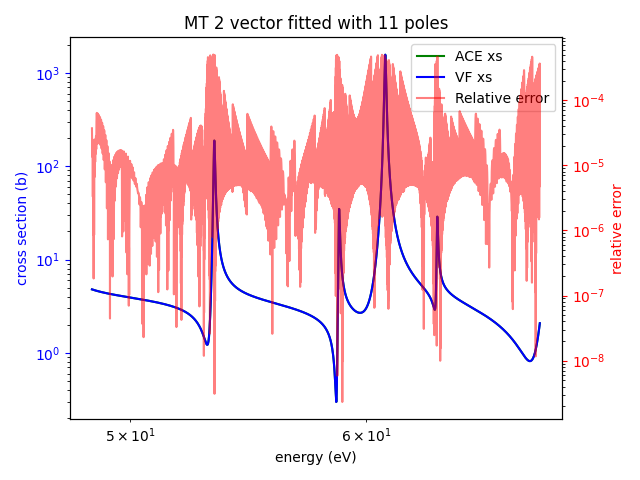 MT 2 vector fitted with 11 poles
ACE xs
VF xs
Relative error
10³
10²
10¹
10⁰
cross section (b)
10⁻⁴
10⁻⁵
10⁻⁶
10⁻⁷
10⁻⁸
relative error
5 × 10¹
6 × 10¹
energy (eV)